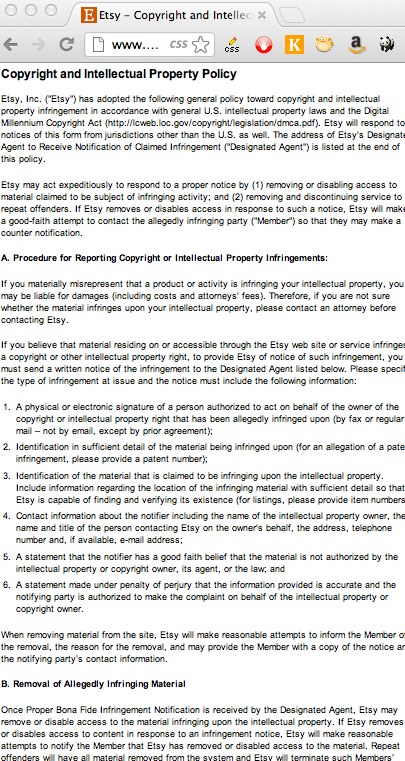 Etsy – Copyright and Intellec
www.... css
css
K
a
Copyright and Intellectual Property Policy
Etsy, Inc. ("Etsy") has adopted the following general policy toward copyright and intellectual
property infringement in accordance with general U.S. intellectual property laws and the Digital
Millennium Copyright Act (http://lcweb.loc.gov/copyright/legislation/dmca.pdf). Etsy will respond to
notices of this form from jurisdictions other than the U.S. as well. The address of Etsy's Designate
Agent to Receive Notification of Claimed Infringement ("Designated Agent") is listed at the end of
this policy.
Etsy may act expeditiously to respond to a proper notice by (1) removing or disabling access to
material claimed to be subject of infringing activity; and (2) removing and discontinuing service to
repeat offenders. If Etsy removes or disables access in response to such a notice, Etsy will make
a good-faith attempt to contact the allegedly infringing party ("Member") so that they may make a
counter notification.
A. Procedure for Reporting Copyright or Intellectual Property Infringements:
If you materially misrepresent that a product or activity is infringing your intellectual property, you
may be liable for damages (including costs and attorneys' fees). Therefore, if you are not sure
whether the material infringes upon your intellectual property, please contact an attorney before
contacting Etsy.
If you believe that material residing on or accessible through the Etsy web site or service infringes
a copyright or other intellectual property right, to provide Etsy of notice of such infringement, you
must send a written notice of the infringement to the Designated Agent listed below. Please specif
the type of infringement at issue and the notice must include the following information:
1. A physical or electronic signature of a person authorized to act on behalf of the owner of the
copyright or intellectual property right that has been allegedly infringed upon (by fax or regular
mail – not by email, except by prior agreement);
2. Identification in sufficient detail of the material being infringed upon (for an allegation of a pate
infringement, please provide a patent number);
3. Identification of the material that is claimed to be infringing upon the intellectual property.
Include information regarding the location of the infringing material with sufficient detail so that
Etsy is capable of finding and verifying its existence (for listings, please provide item numbers
4. Contact information about the notifier including the name of the intellectual property owner, the
name and title of the person contacting Etsy on the owner's behalf, the address, telephone
number and, if available, e-mail address;
5. A statement that the notifier has a good faith belief that the material is not authorized by the
intellectual property or copyright owner, its agent, or the law; and
6. A statement made under penalty of perjury that the information provided is accurate and the
notifying party is authorized to make the complaint on behalf of the intellectual property or
copyright owner.
When removing material from the site, Etsy will make reasonable attempts to inform the Member of
the removal, the reason for the removal, and may provide the Member with a copy of the notice an
the notifying party's contact information.
B. Removal of Allegedly Infringing Material
Once Proper Bona Fide Infringement Notification is received by the Designated Agent, Etsy may
remove or disable access to the material infringing upon the intellectual property. If Etsy removes
or disables access to content in response to an infringement notice, Etsy will make reasonable
attempts to notify the Member that Etsy has removed or disabled access to the material. Repeat
offenders will have all material removed from the system and Etsy will terminate such Members'